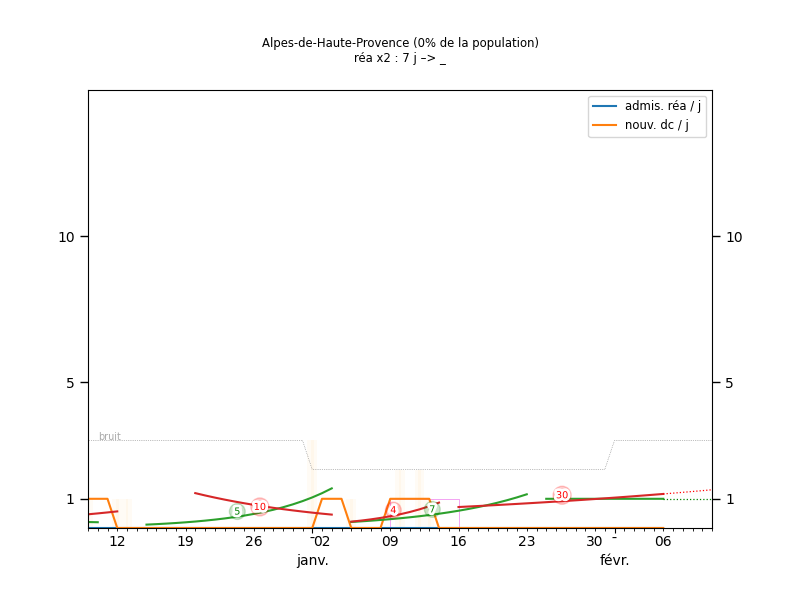 Alpes-de-Haute-Provence (0% de la population)
réa x2 : 7 j –> _
admis. réa / j
nouv. dc / j
10 10
5 5
bruit
1 1
5 10 4 7 30
12 19 26 02 09 16 23 30 06
janv. févr.